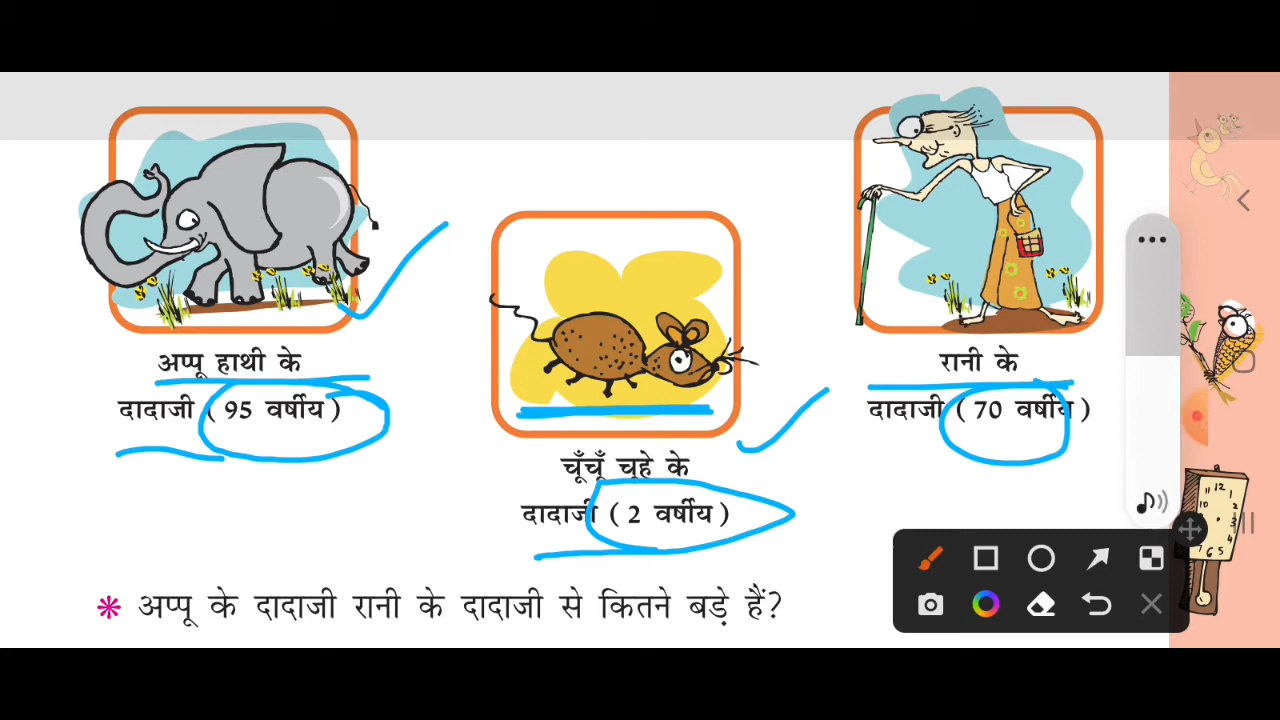 अप्पू हाथी के
दादाजी ( 95 वर्षीय )
चूँचूँ चूहे के
दादाजी ( 2 वर्षीय )
रानी के
दादाजी ( 70 वर्षीय )
❋ अप्पू के दादाजी रानी के दादाजी से कितने बड़े हैं?